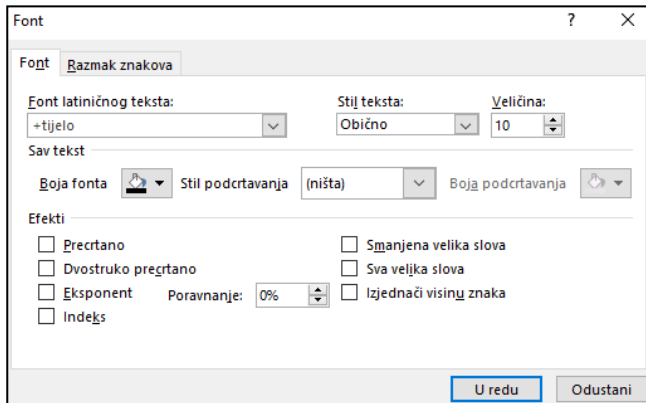 Font ? X
Font Razmak znakova
Font latiničnog teksta: Stil teksta: Veličina:
+tijelo Obično 10
Sav tekst
Boja fonta Stil podcrtavanja (ništa) Boja podcrtavanja
Efekti
Precrtano Smanjena velika slova
Dvostruko precrtano Sva velika slova
Eksponent Poravnanje: 0% Izjednači visinu znaka
Indeks
U redu Odustani